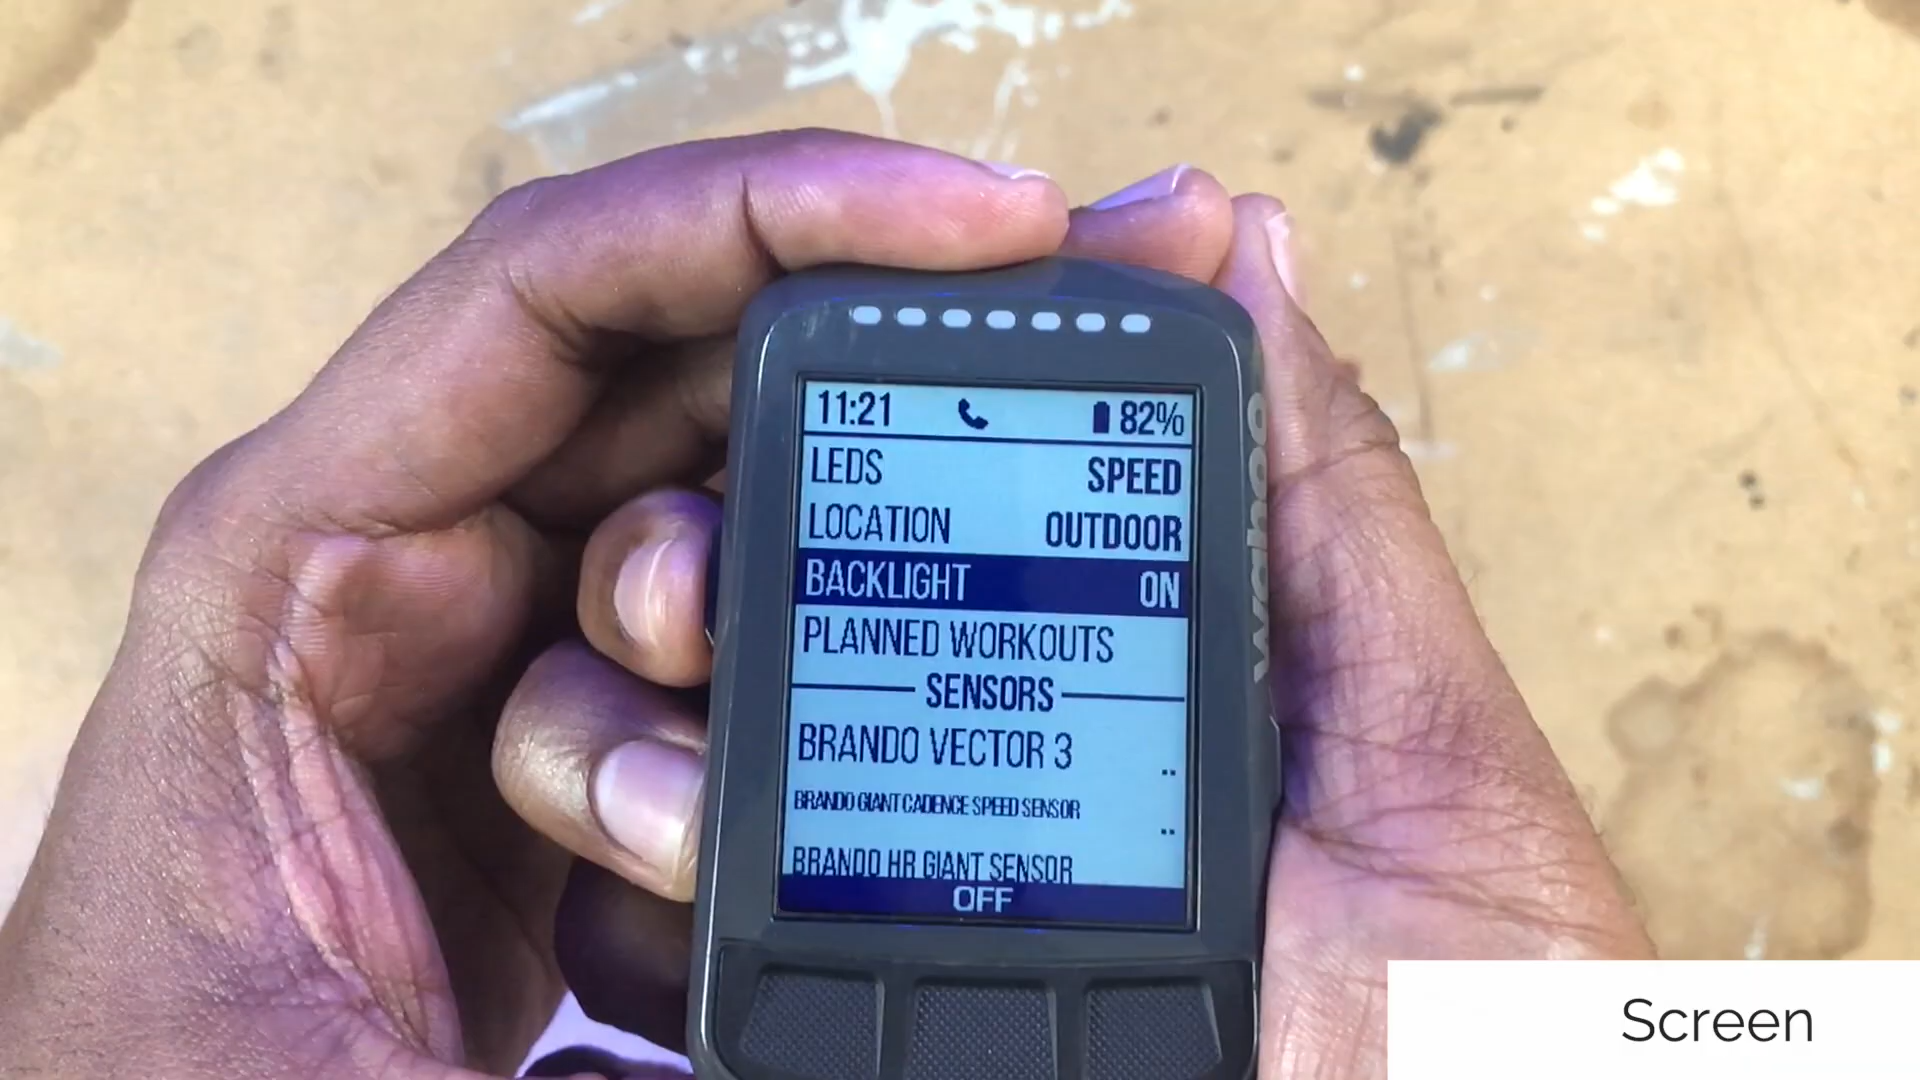 11:21 82%
LEDS SPEED
LOCATION OUTDOOR
BACKLIGHT ON
PLANNED WORKOUTS
SENSORS
BRANDO VECTOR 3
BRANDO GIANT CADENCE SPEED SENSOR
BRANDO HR GIANT SENSOR
OFF
wahoo
Screen